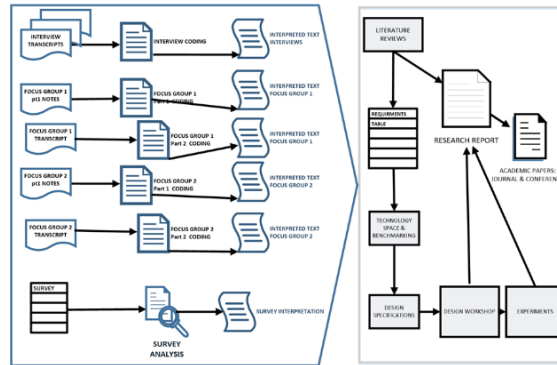 INTERVIEW
TRANSCRIPTS
INTERVIEW CODING
INTERPRETED TEXT
INTERVIEWS
FOCUS GROUP 1
pt1 NOTES
FOCUS GROUP 1
Part 1 CODING
INTERPRETED TEXT
FOCUS GROUP 1
FOCUS GROUP 1
TRANSCRIPT
FOCUS GROUP 1
Part 2 CODING
INTERPRETED TEXT
FOCUS GROUP 1
FOCUS GROUP 2
pt1 NOTES
FOCUS GROUP 2
Part 1 CODING
INTERPRETED TEXT
FOCUS GROUP 2
FOCUS GROUP 2
TRANSCRIPT
FOCUS GROUP 2
Part 2 CODING
INTERPRETED TEXT
FOCUS GROUP 2
SURVEY
SURVEY
ANALYSIS
SURVEY INTERPRETATION
LITERATURE
REVIEWS
REQUIRMENTS
TABLE
RESEARCH REPORT
ACADEMIC PAPERS:
JOURNAL & CONFEREN
TECHNOLOGY
SPACE &
BENCHMARKING
DESIGN
SPECIFICATIONS
DESIGN WORKSHOP
EXPERIMENTS